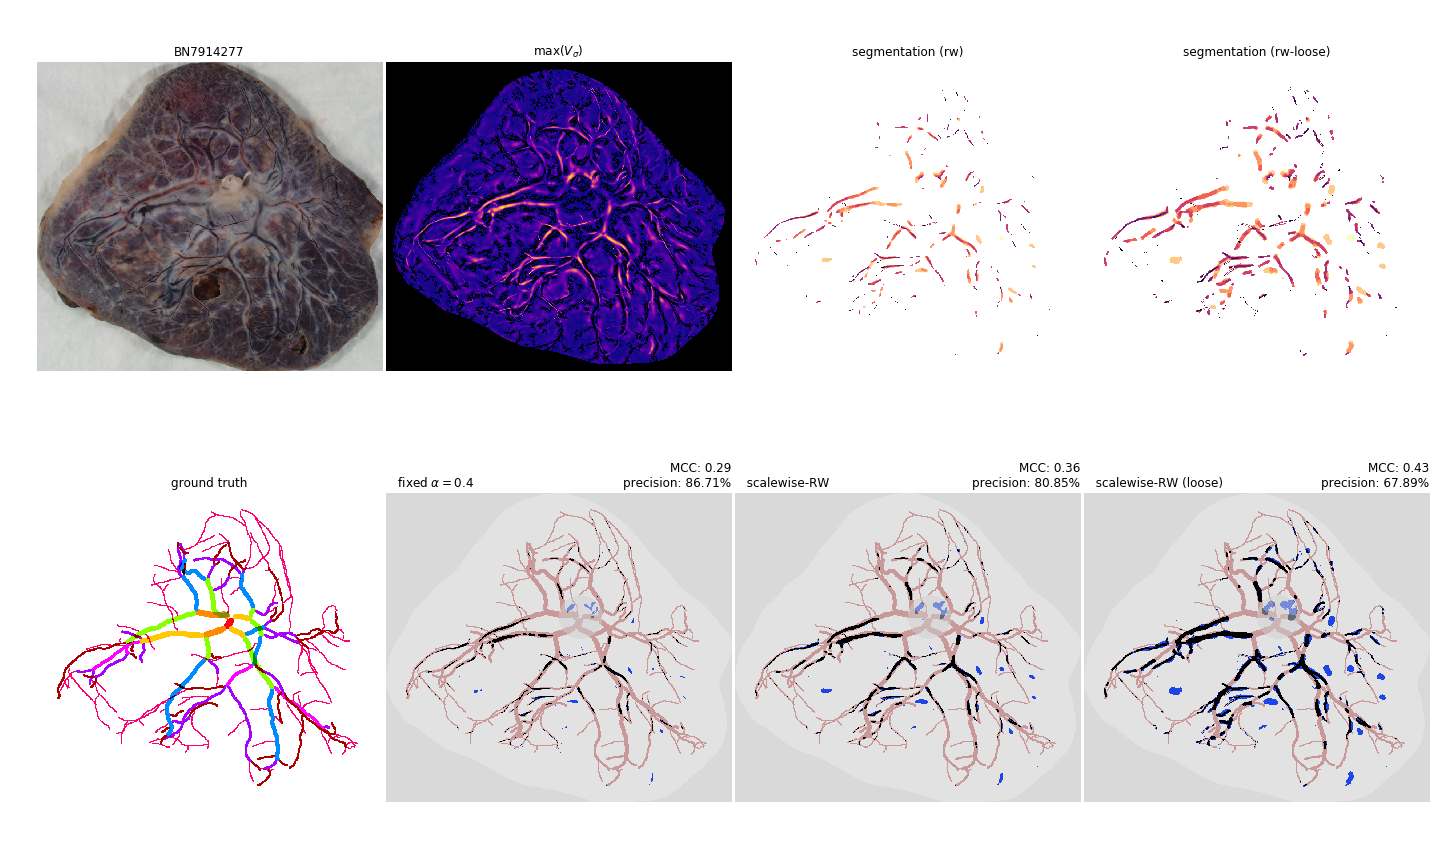 BN7914277
max(V_σ)
segmentation (rw)
segmentation (rw-loose)
ground truth
fixed α = 0.4
MCC: 0.29
precision: 86.71%
scalewise-RW
MCC: 0.36
precision: 80.85%
scalewise-RW (loose)
MCC: 0.43
precision: 67.89%